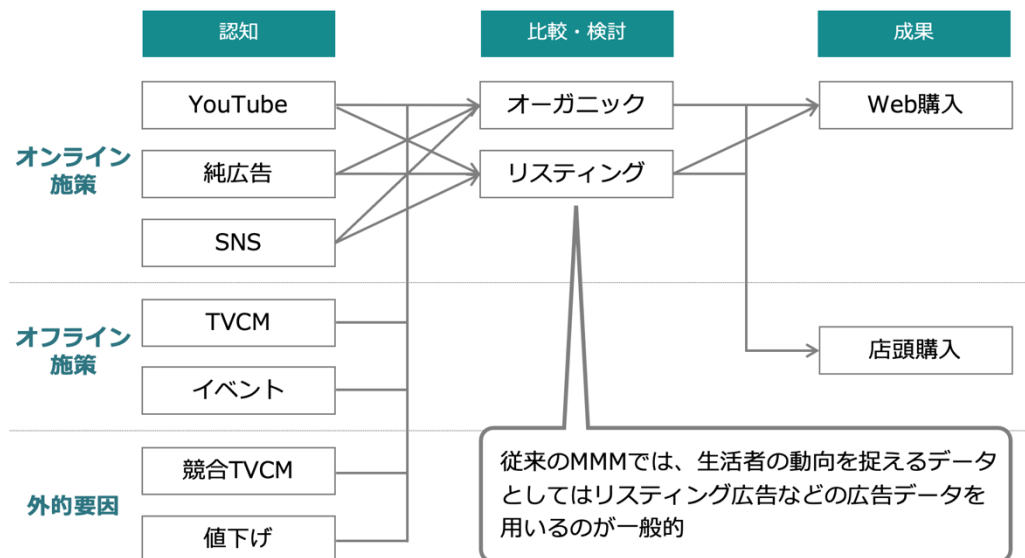 認知
比較・検討
成果
オンライン
施策
YouTube
オーガニック
Web購入
純広告
リスティング
SNS
オフライン
施策
TVCM
店頭購入
イベント
外的要因
競合TVCM
値下げ
従来のMMMでは、生活者の動向を捉えるデータ
としてはリスティング広告などの広告データを
用いるのが一般的